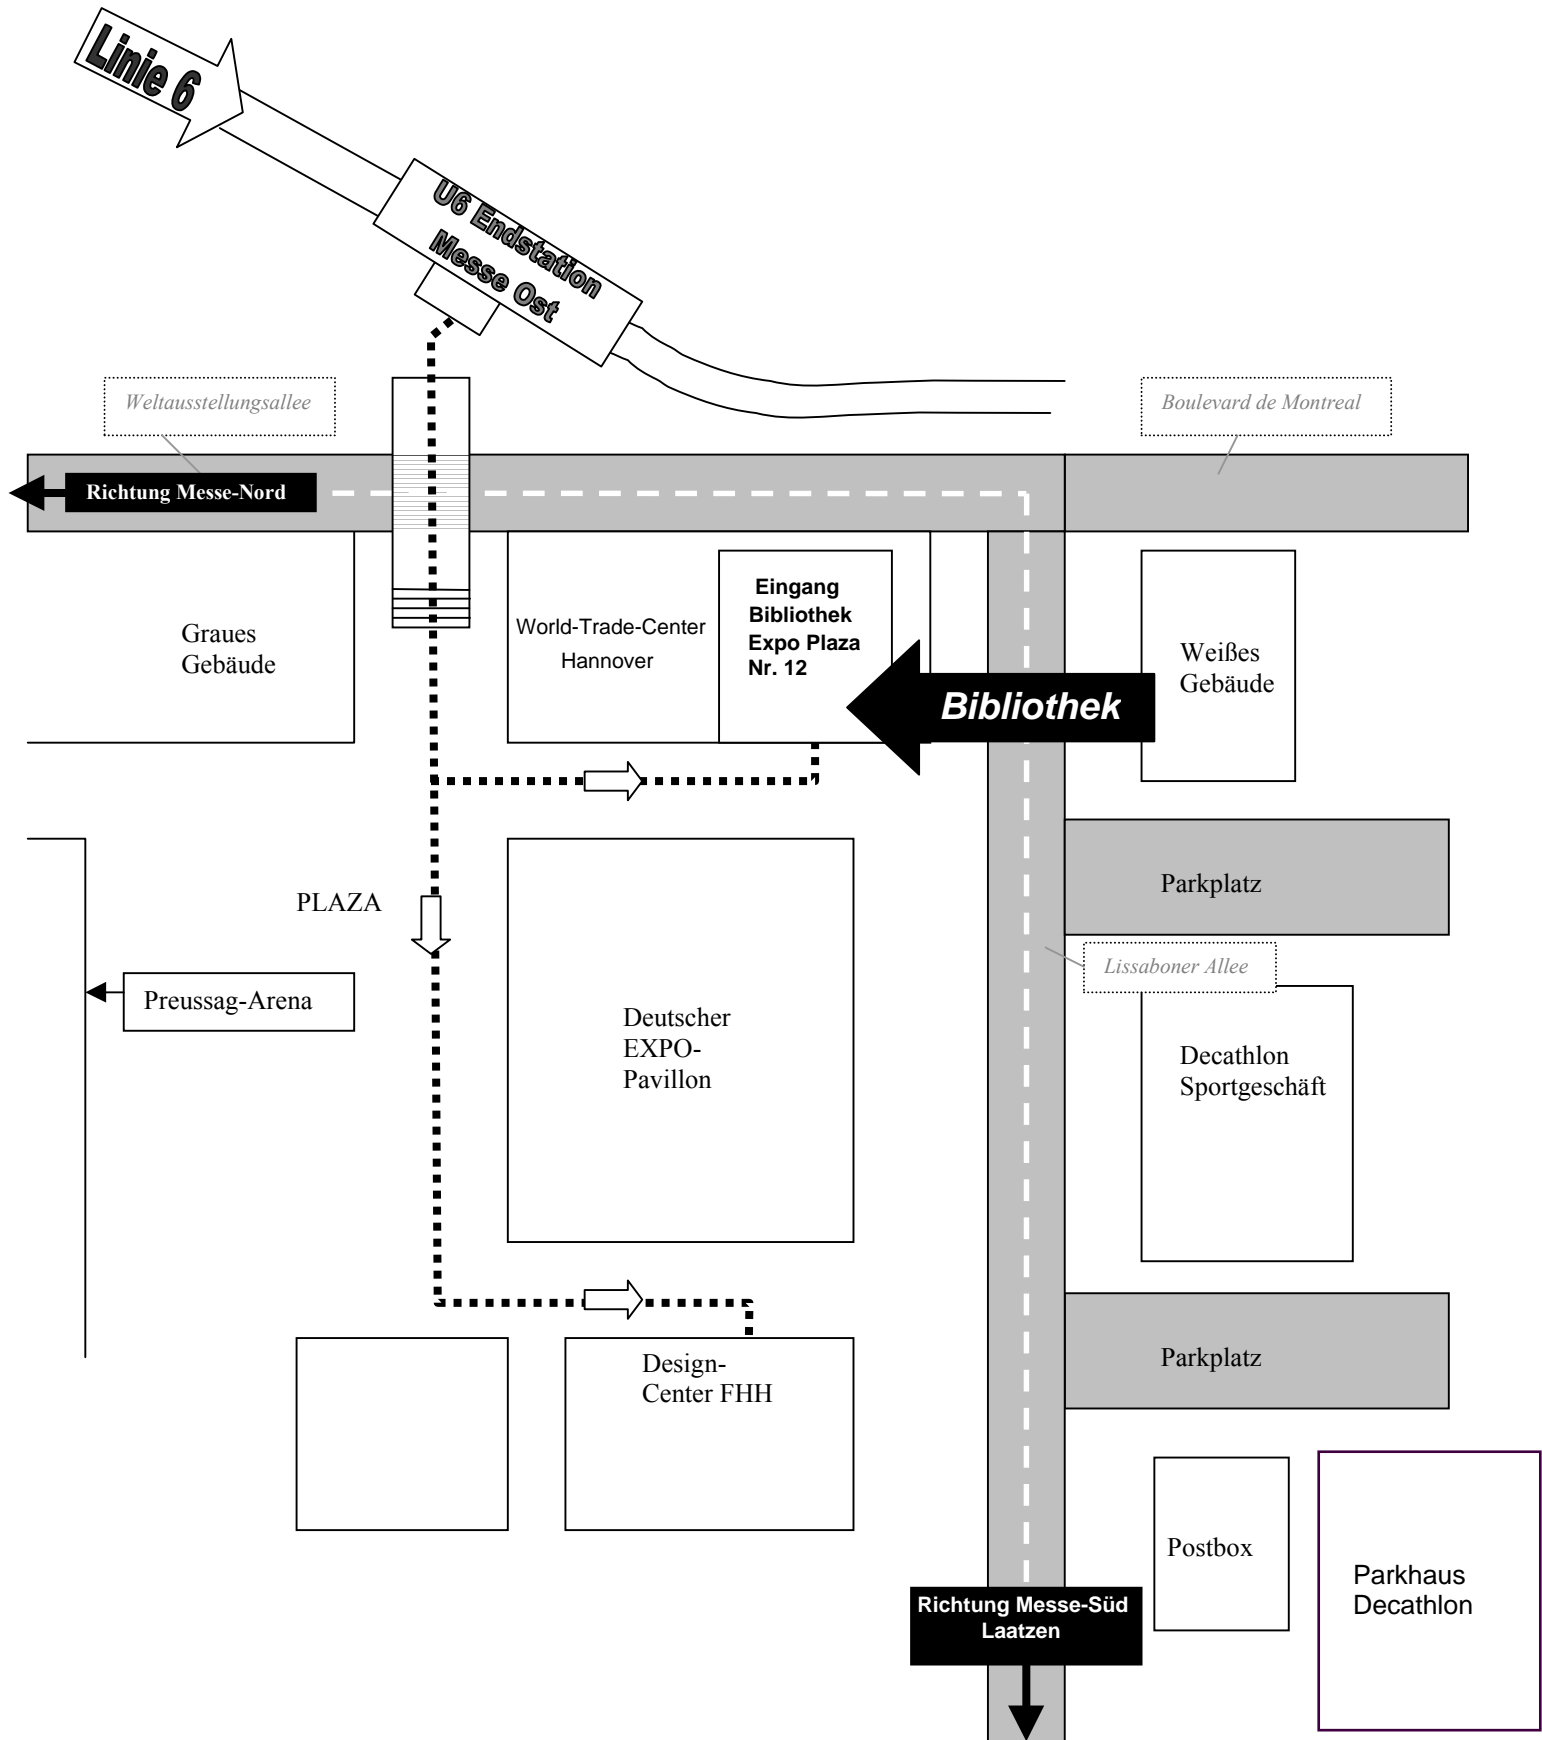 Linie 6
U6 Endstation
Messe Ost
Weltausstellungsallee
Boulevard de Montreal
Richtung Messe-Nord
Graues
Gebäude
World-Trade-Center
Hannover
Eingang
Bibliothek
Expo Plaza
Nr. 12
Bibliothek
Weißes
Gebäude
Parkplatz
PLAZA
Lissaboner Allee
Preussag-Arena
Deutscher
EXPO-
Pavillon
Decathlon
Sportgeschäft
Design-
Center FHH
Parkplatz
Postbox
Parkhaus
Decathlon
Richtung Messe-Süd
Laatzen